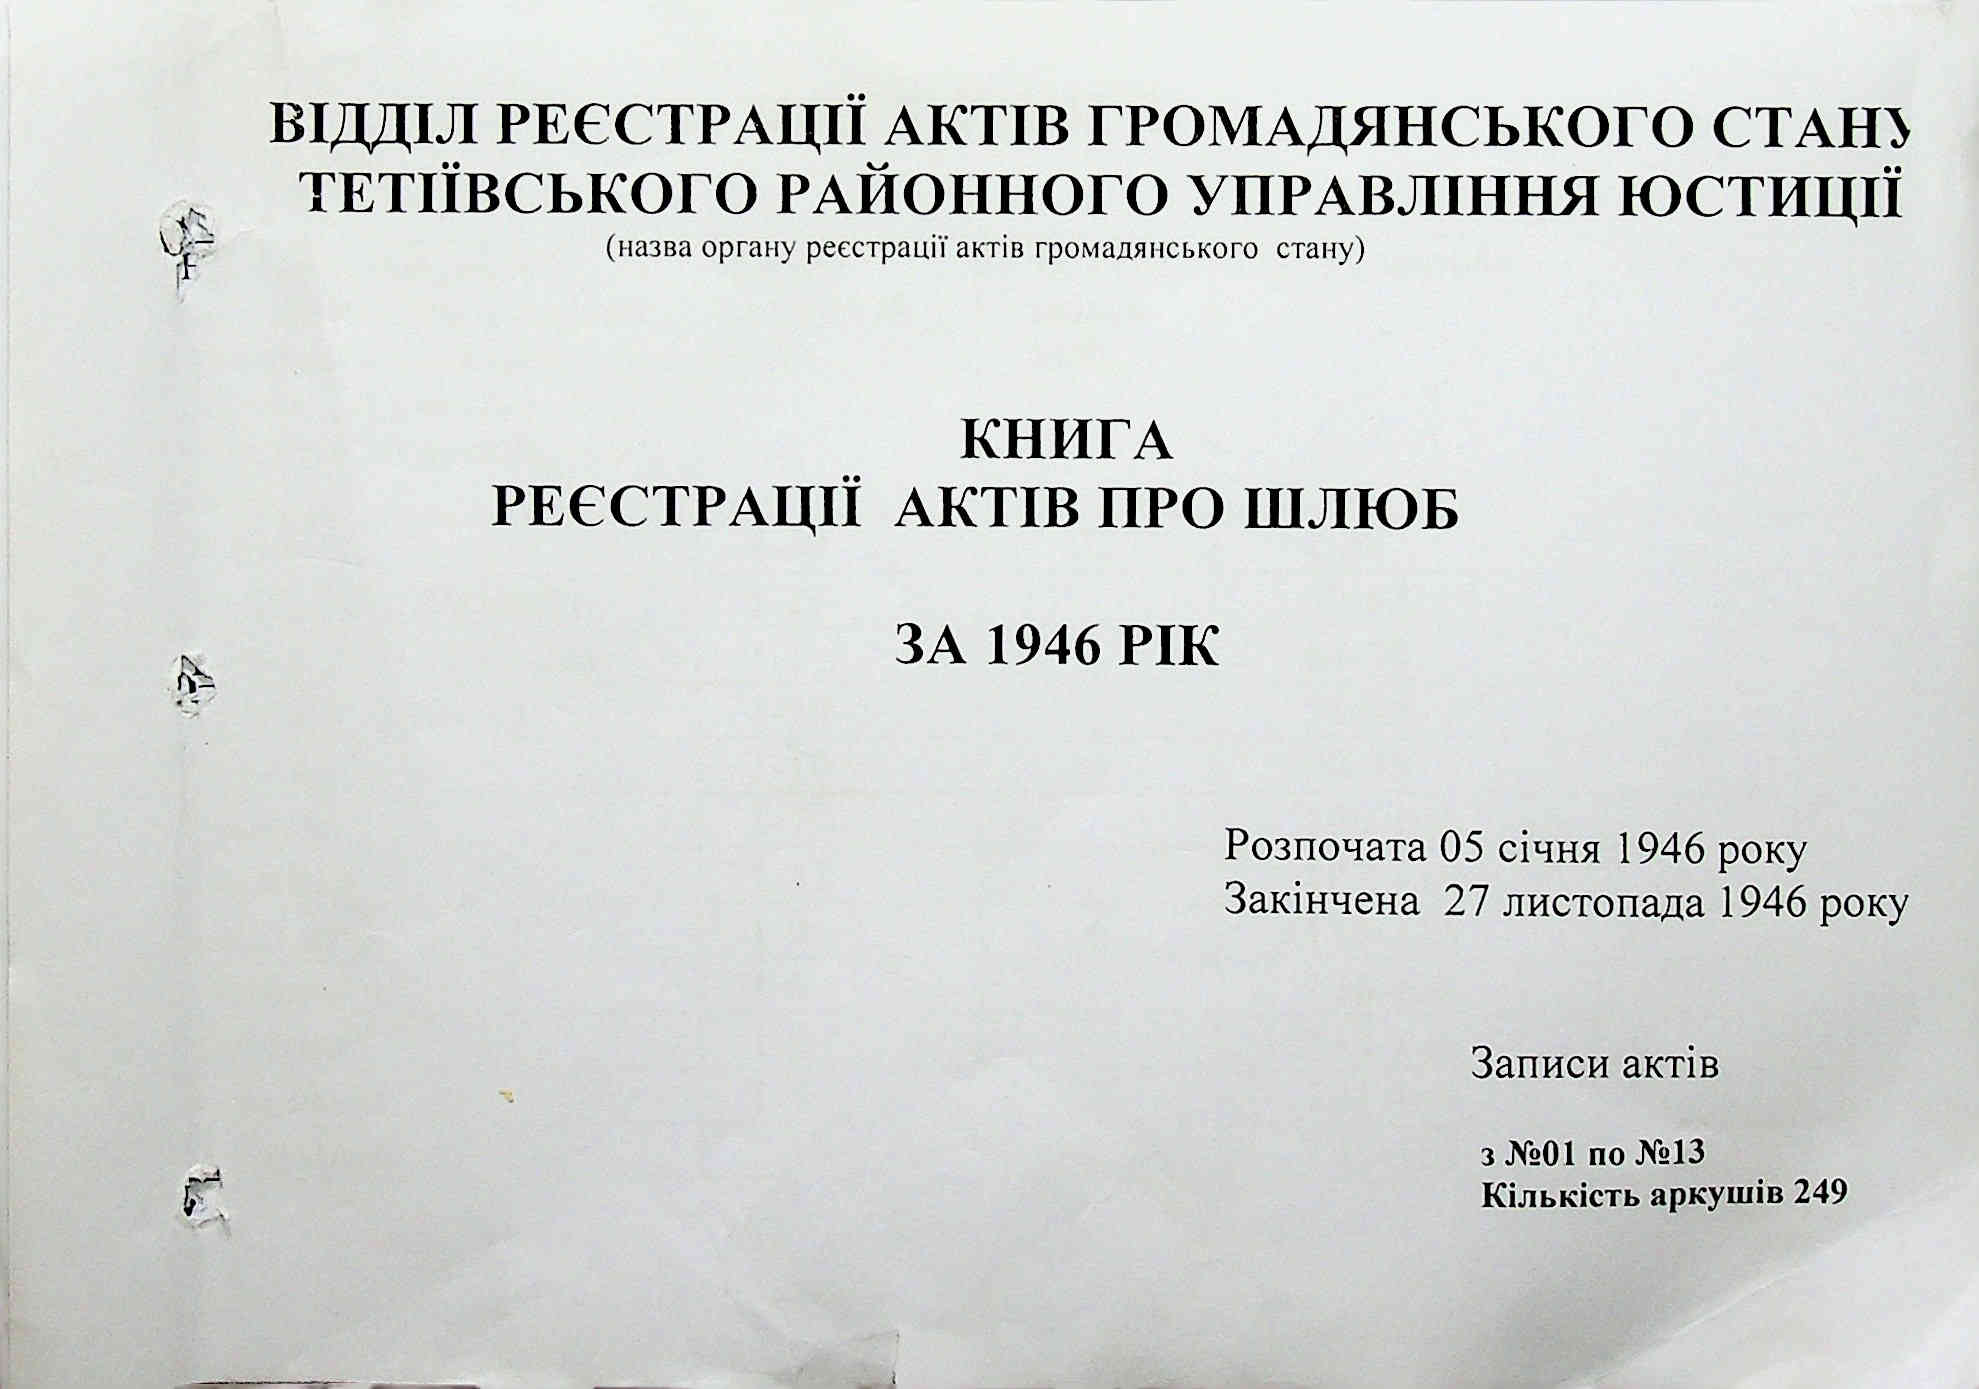 ВІДДІЛ РЕЄСТРАЦІЇ АКТІВ ГРОМАДЯНСЬКОГО СТАНУ
ТЕТІЇВСЬКОГО РАЙОННОГО УПРАВЛІННЯ ЮСТИЦІЇ
(назва органу реєстрації актів громадянського стану)
КНИГА
РЕЄСТРАЦІЇ АКТІВ ПРО ШЛЮБ
ЗА 1946 РІК
Розпочата 05 січня 1946 року
Закінчена 27 листопада 1946 року
Записи актів
з №01 по №13
Кількість аркушів 249